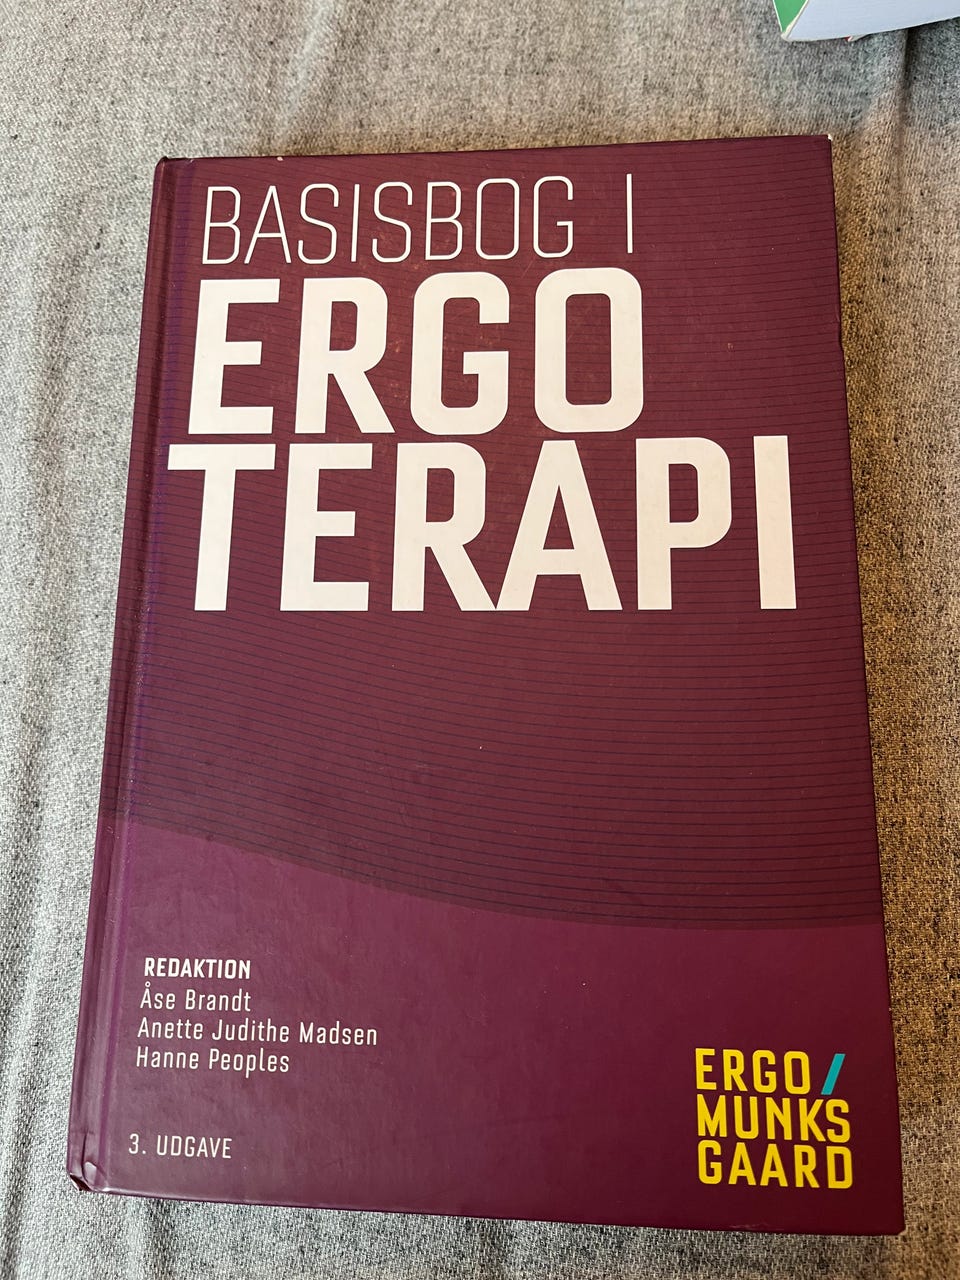 BASISBOG I
ERGO
TERAPI
REDAKTION
Åse Brandt
Anette Judithe Madsen
Hanne Peoples
3. UDGAVE
ERGO/
MUNKS
GAARD